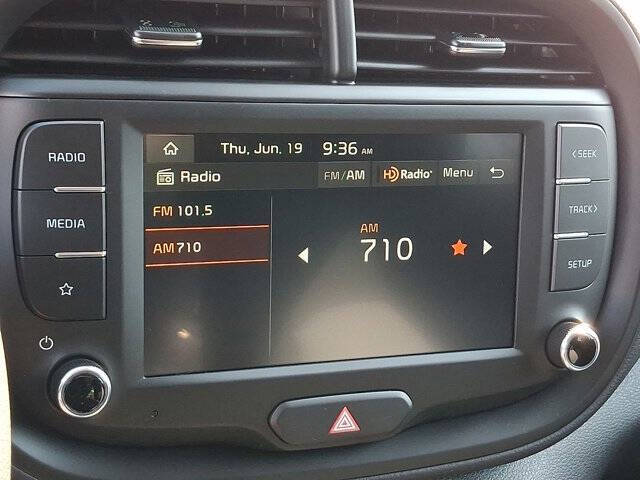 Thu, Jun. 19 9:36 AM
Radio FM/AM HD Radio Menu
FM 101.5
AM 710
AM
710
RADIO
MEDIA
< SEEK
TRACK >
SETUP